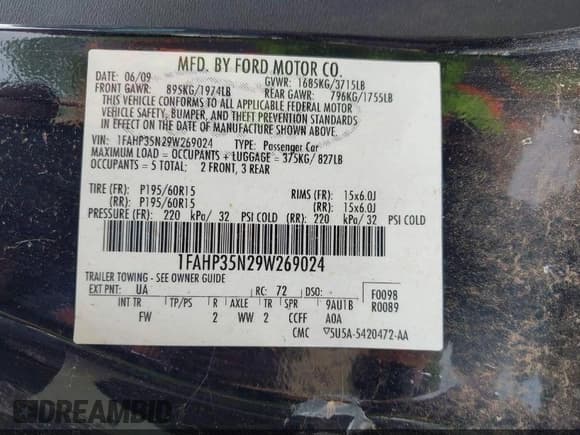 MFD. BY FORD MOTOR CO.
DATE: 06/09 GVWR: 1685KG/3715LB
FRONT GAWR: 895KG/1974LB REAR GAWR: 796KG/1755LB
THIS VEHICLE CONFORMS TO ALL APPLICABLE FEDERAL MOTOR
VEHICLE SAFETY, BUMPER, AND THEFT PREVENTION STANDARDS
IN EFFECT ON THE DATE OF MANUFACTURE SHOWN ABOVE.
VIN: 1FAHP35N29W269024 TYPE: Passenger Car
MAXIMUM LOAD = OCCUPANTS + LUGGAGE = 375KG/ 827LB
OCCUPANTS = 5 TOTAL; 2 FRONT, 3 REAR
TIRE (FR) P195/60R15 RIMS (FR) 15x6.0J
(RR) P195/60R15 (RR) 15x6.0J
PRESSURE (FR) 220 kPa/ 32 PSI COLD (RR) 220 kPa/ 32 PSI COLD
1FAHP35N29W269024
TRAILER TOWING - SEE OWNER GUIDE
EXT PNT: UA RC: 72 DSO: F0098
INT TR TP/PS R AXLE TR SPR 9AU1B R0089
FW 2 WW 2 CCFF A0A
CMC ▽5U5A-5420472-AA
DREAMBID